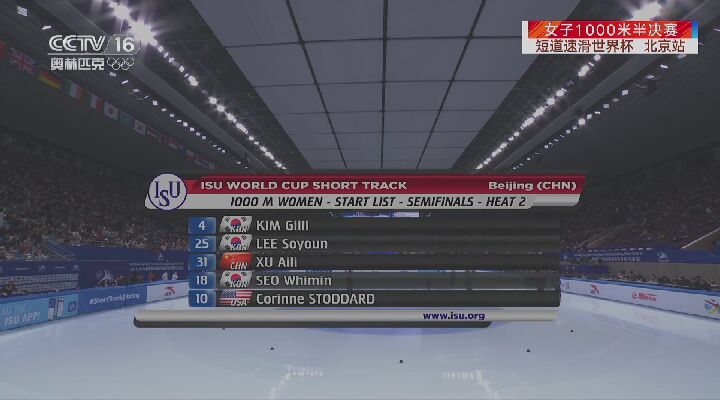 CCTV 16
奥林匹克
女子1000米半决赛
短道速滑世界杯 北京站
ISU
ISU WORLD CUP SHORT TRACK Beijing (CHN)
1000 M WOMEN - START LIST - SEMIFINALS - HEAT 2
4 KOR KIM Gilli
25 KOR LEE Soyoun
31 CHN XU Aili
18 KOR SEO Whimin
10 USA Corinne STODDARD
www.isu.org
#ShortTrackSkating
ISU APP!